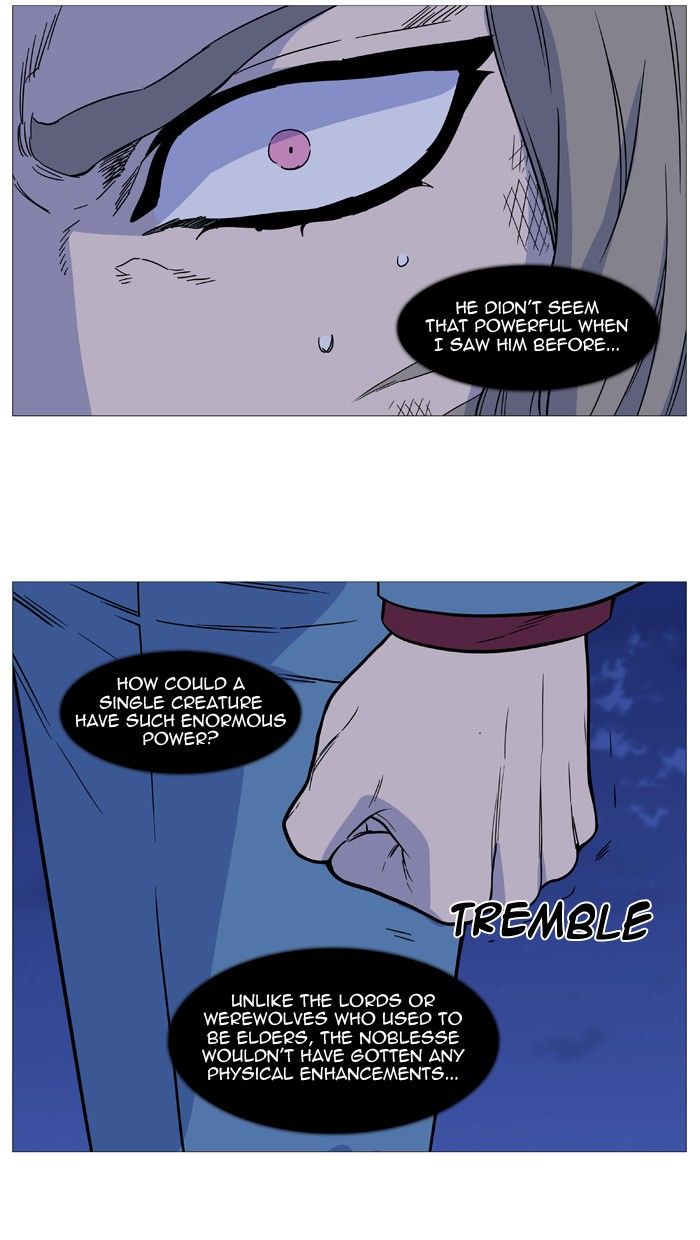 HE DIDN'T SEEM
THAT POWERFUL WHEN
I SAW HIM BEFORE...
HOW COULD A
SINGLE CREATURE
HAVE SUCH ENORMOUS
POWER?
TREMBLE
UNLIKE THE LORDS OR
WEREWOLVES WHO USED TO
BE ELDERS, THE NOBLESSE
WOULDN'T HAVE GOTTEN ANY
PHYSICAL ENHANCEMENTS...